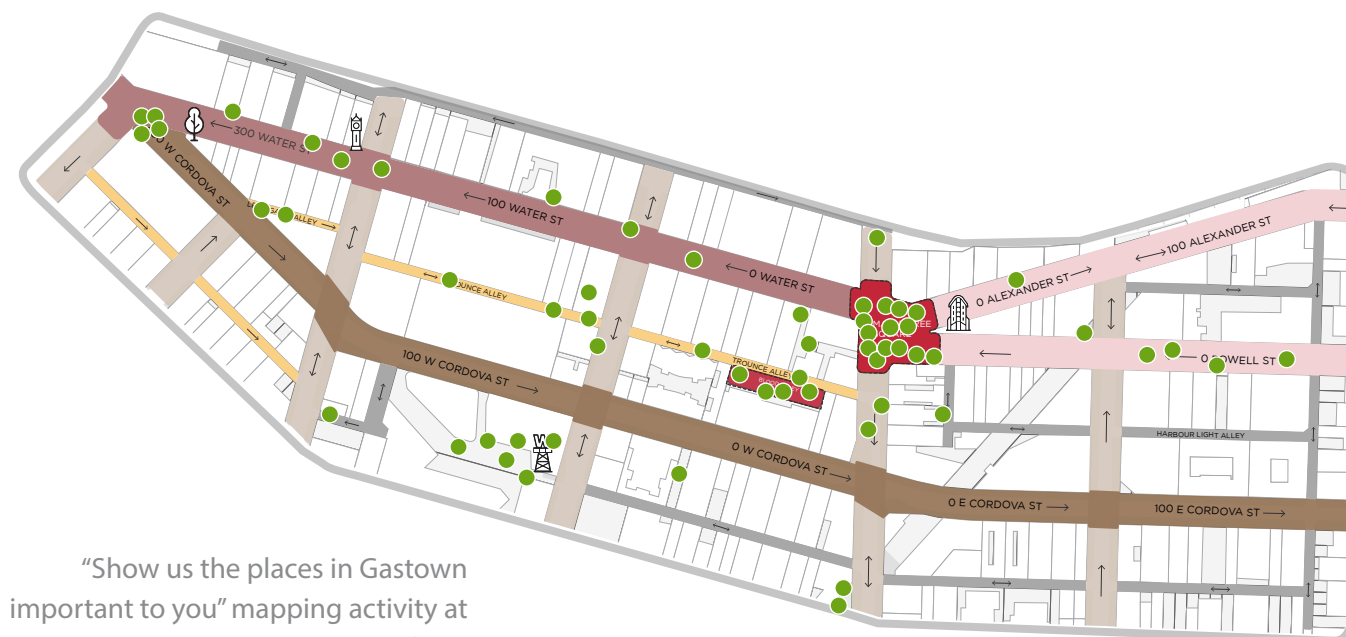 300 WATER ST
W CORDOVA ST
100 WATER ST
ALLEY
0 WATER ST
100 ALEXANDER ST
0 ALEXANDER ST
TROUNCE ALLEY
0 POWELL ST
100 W CORDOVA ST
TROUNCE ALLEY
W
0 W CORDOVA ST
HARBOUR LIGHT ALLEY
0 E CORDOVA ST
100 E CORDOVA ST
“Show us the places in Gastown
important to you” mapping activity at